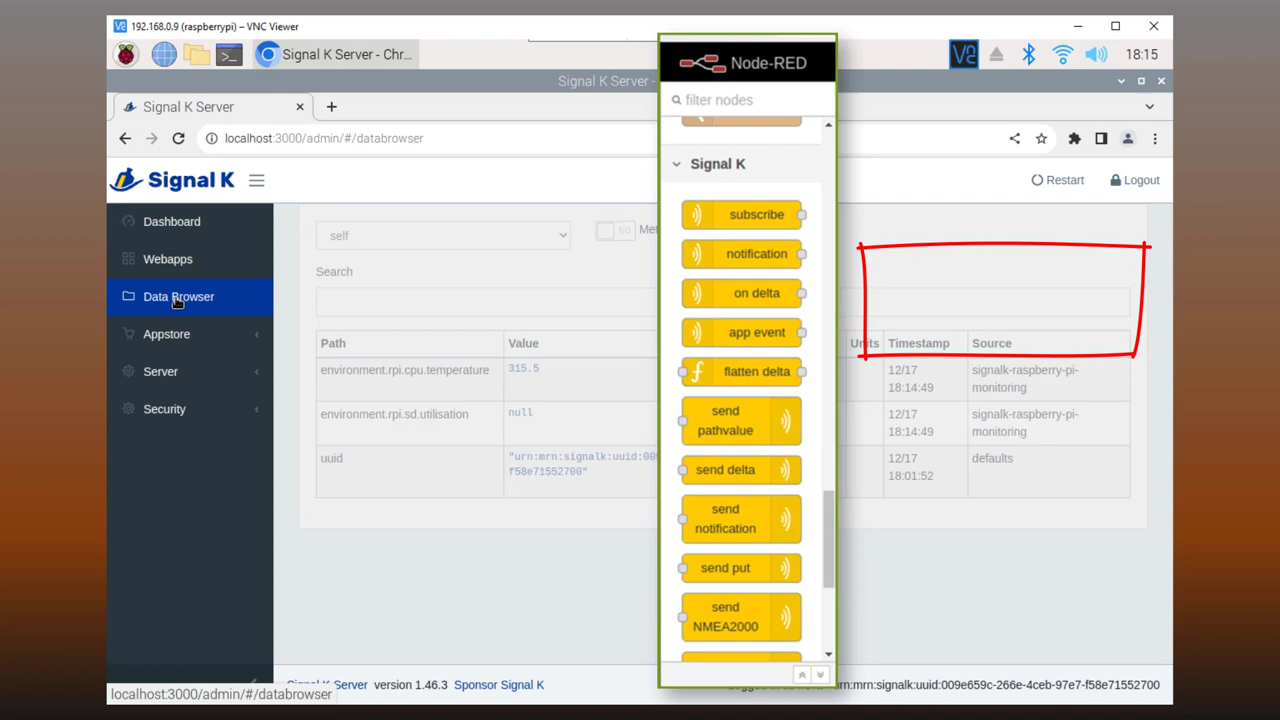 192.168.0.9 (raspberrypi) – VNC Viewer
Signal K Server - Chr...
18:15
Signal K Server -
Signal K Server
localhost:3000/admin/#/databrowser
Signal K
Restart
Logout
Dashboard
Webapps
Data Browser
Appstore
Server
Security
self
NO
Search
Path
Value
Units
Timestamp
Source
environment.rpi.cpu.temperature
315.5
12/17
18:14:49
signalk-raspberry-pi-
monitoring
environment.rpi.sd.utilisation
null
12/17
18:14:49
signalk-raspberry-pi-
monitoring
uuid
"urn:mrn:signalk:uuid:009
f58e71552700"
12/17
18:01:52
defaults
Node-RED
filter nodes
Signal K
subscribe
notification
on delta
app event
flatten delta
send
pathvalue
send delta
send
notification
send put
send
NMEA2000
Signal K Server version 1.46.3 Sponsor Signal K
urn:mrn:signalk:uuid:009e659c-266e-4ceb-97e7-f58e71552700
localhost:3000/admin/#/databrowser